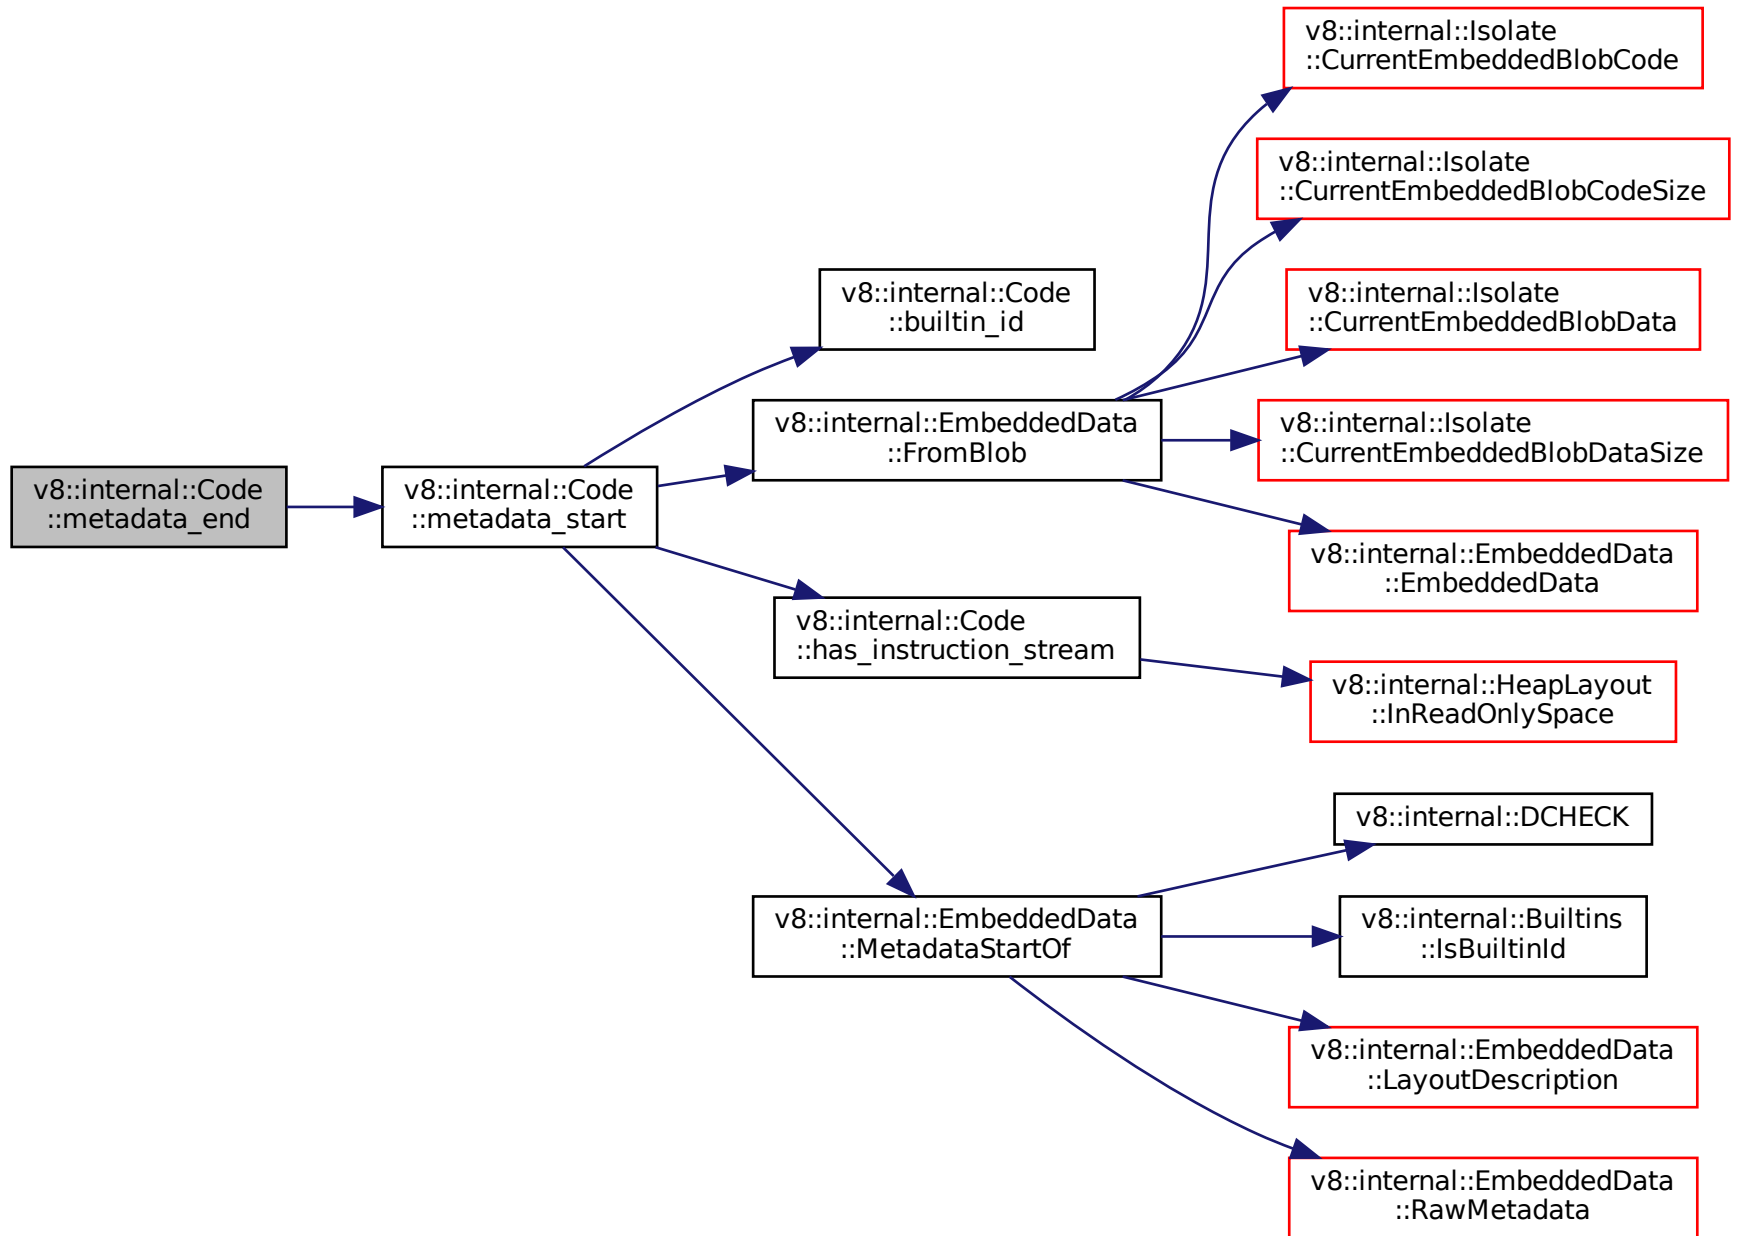 v8::internal::Isolate
::CurrentEmbeddedBlobCode
v8::internal::Isolate
::CurrentEmbeddedBlobCodeSize
v8::internal::Code
::builtin_id
v8::internal::Isolate
::CurrentEmbeddedBlobData
v8::internal::EmbeddedData
::FromBlob
v8::internal::Isolate
::CurrentEmbeddedBlobDataSize
v8::internal::Code
::metadata_end
v8::internal::Code
::metadata_start
v8::internal::EmbeddedData
::EmbeddedData
v8::internal::Code
::has_instruction_stream
v8::internal::HeapLayout
::InReadOnlySpace
v8::internal::DCHECK
v8::internal::EmbeddedData
::MetadataStartOf
v8::internal::Builtins
::IsBuiltinId
v8::internal::EmbeddedData
::LayoutDescription
v8::internal::EmbeddedData
::RawMetadata